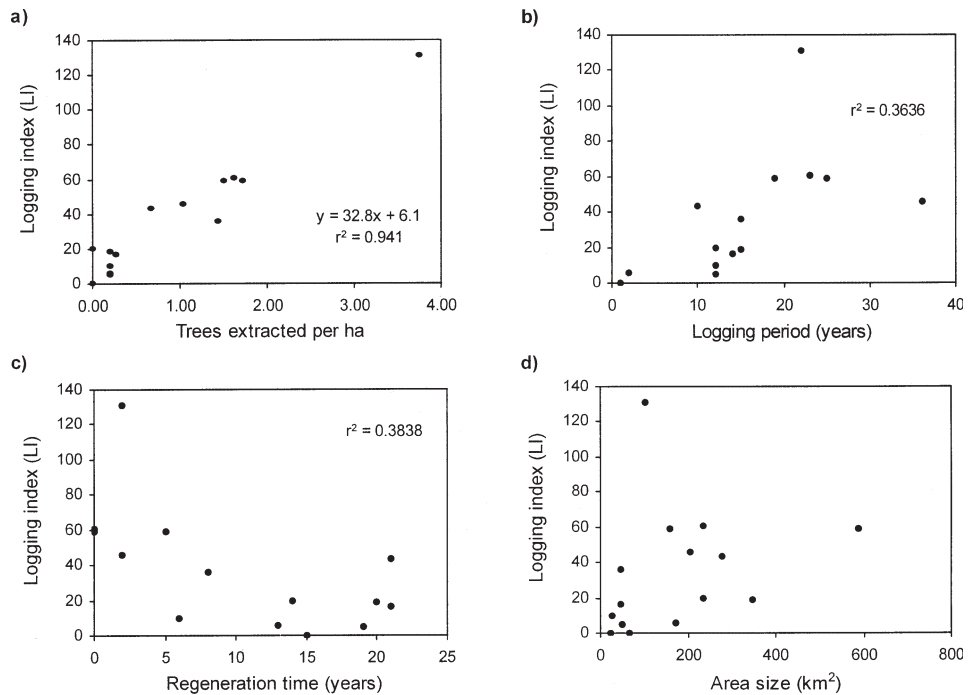 a)
140
120
100
80
60
40
20
0
Logging index (LI)
y = 32.8x + 6.1
r² = 0.941
0.00 1.00 2.00 3.00 4.00
Trees extracted per ha
b)
140
120
100
80
60
40
20
0
Logging index (LI)
r² = 0.3636
0 10 20 30 40
Logging period (years)
c)
140
120
100
80
60
40
20
0
Logging index (LI)
r² = 0.3838
0 5 10 15 20 25
Regeneration time (years)
d)
140
120
100
80
60
40
20
0
Logging index (LI)
0 200 400 600 800
Area size (km²)